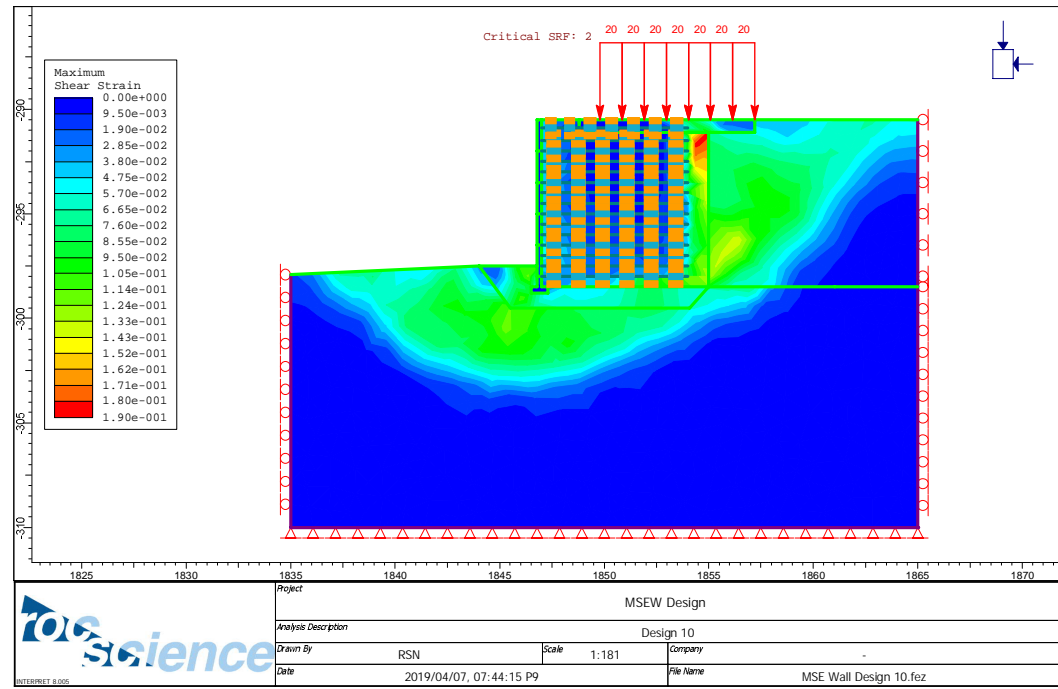 Critical SRF: 2
20 20 20 20 20 20 20
Maximum
Shear Strain
0.00e+000
9.50e-003
1.90e-002
2.85e-002
3.80e-002
4.75e-002
5.70e-002
6.65e-002
7.60e-002
8.55e-002
9.50e-002
1.05e-001
1.14e-001
1.24e-001
1.33e-001
1.43e-001
1.52e-001
1.62e-001
1.71e-001
1.80e-001
1.90e-001
-290
-295
-300
-305
-310
1825 1830 1835 1840 1845 1850 1855 1860 1865 1870
Project
MSEW Design
Analysis Description
Design 10
Drawn By
RSN
Scale
1:181
Company
-
Date
2019/04/07, 07:44:15 P9
File Name
MSE Wall Design 10.fez
rocscience
INTERPRET 8.005